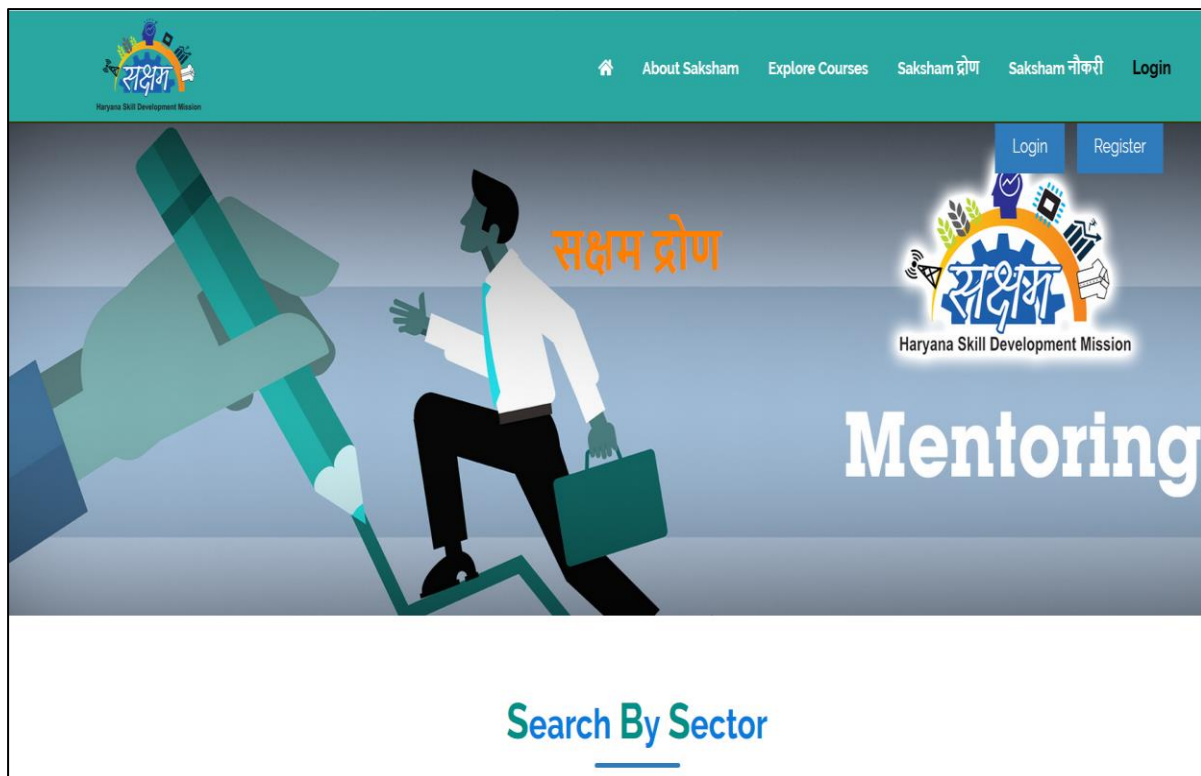 सक्षम
Haryana Skill Development Mission
About Saksham Explore Courses Saksham द्रोण Saksham नौकरी Login
Login Register
सक्षम द्रोण
सक्षम
Haryana Skill Development Mission
Mentoring
Search By Sector